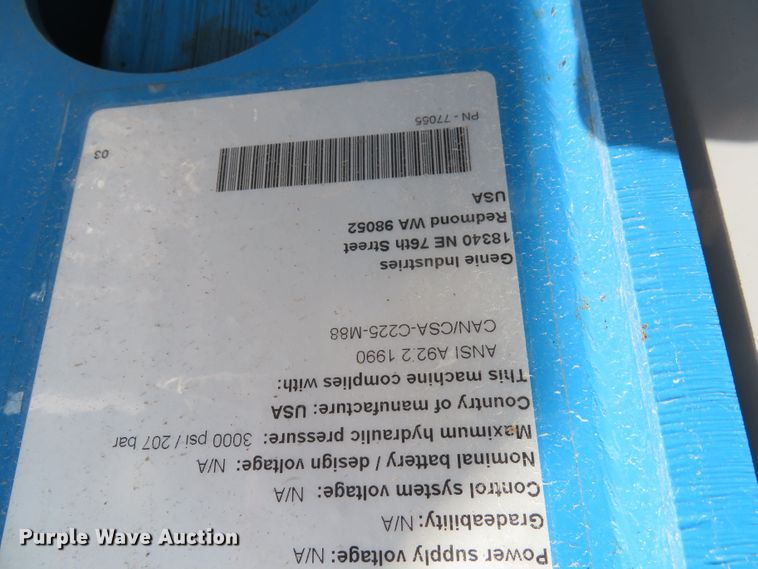 Power supply voltage: N/A
Gradeability: N/A
Control system voltage: N/A
Nominal battery / design voltage: N/A
Maximum hydraulic pressure: 3000 psi / 207 bar
Country of manufacture: USA
This machine complies with:
ANSI A92.2 1990
CAN/CSA-C225-M88
Genie Industries
18340 NE 76th Street
Redmond WA 98052
USA
PN - 77055
03
Purple Wave Auction